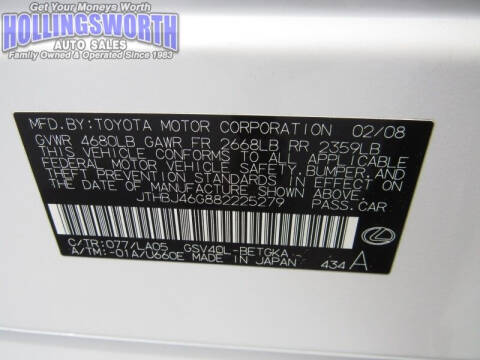 Get Your Moneys Worth
HOLLINGSWORTH
AUTO SALES
Family Owned & Operated Since 1983
MFD. BY: TOYOTA MOTOR CORPORATION 02/08
GVWR 4680LB GAWR FR 2668LB RR 2359LB
THIS VEHICLE CONFORMS TO ALL APPLICABLE
FEDERAL MOTOR VEHICLE SAFETY, BUMPER, AND
THEFT PREVENTION STANDARDS IN EFFECT ON
THE DATE OF MANUFACTURE SHOWN ABOVE.
JTHBJ46G882225279 PASS. CAR
C/TR: 077/LA05 GSV40L-BETGKA
A/TM: -01A/U660E MADE IN JAPAN 434 A